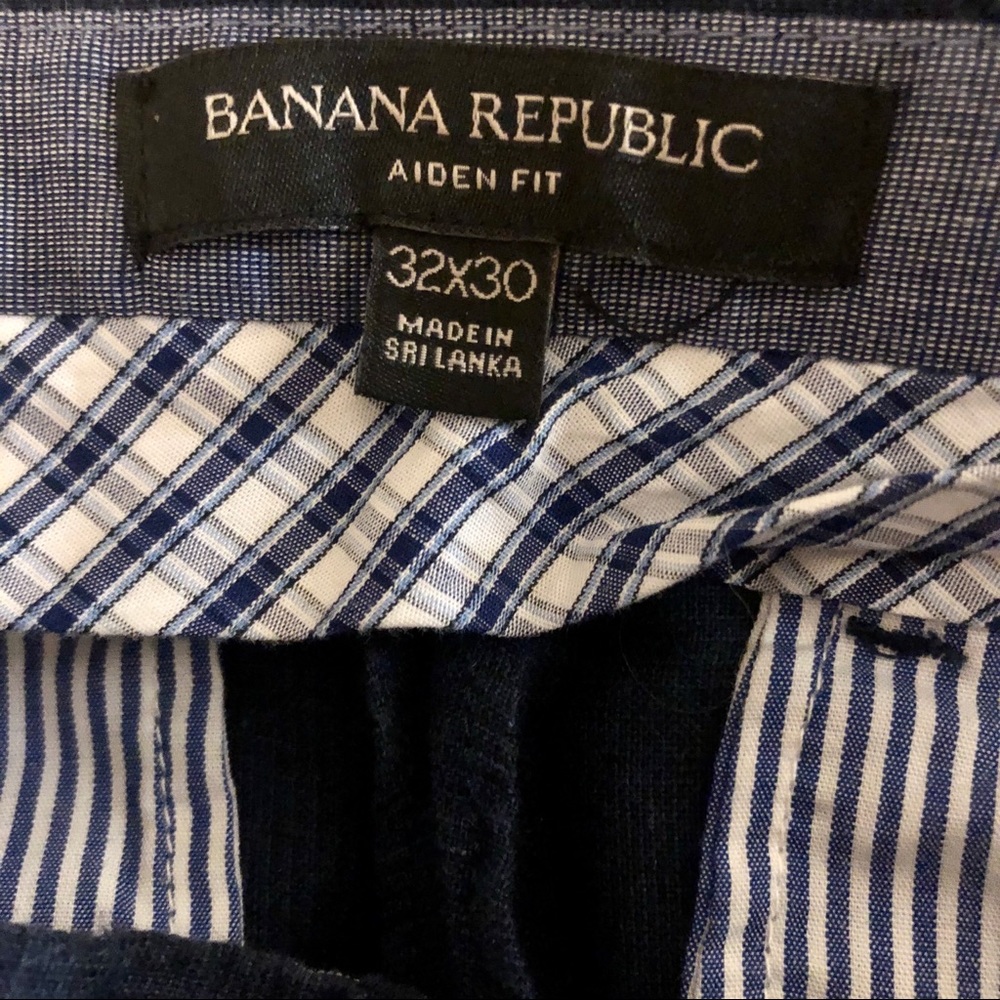 BANANA REPUBLIC
AIDEN FIT
32X30
MADE IN
SRI LANKA